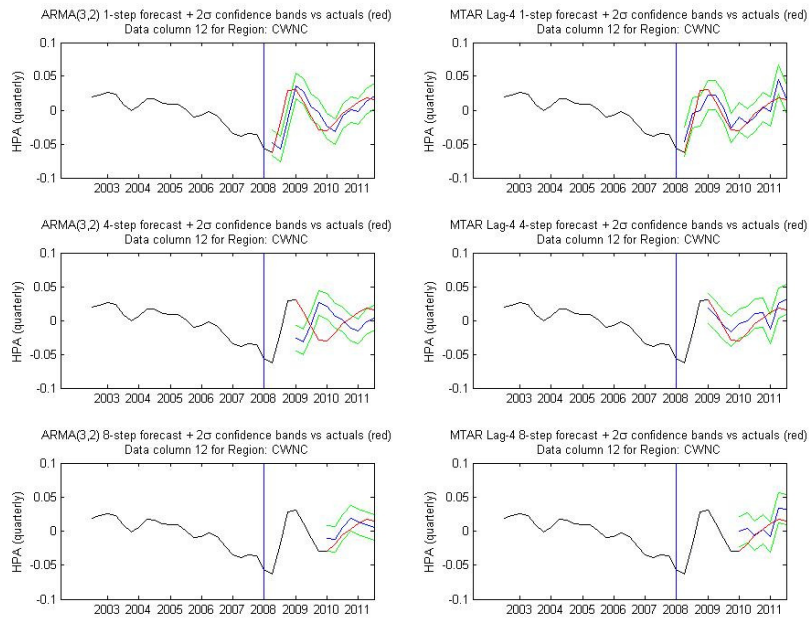 ARMA(3,2) 1-step forecast + 2σ confidence bands vs actuals (red)
Data column 12 for Region: CWNC
HPA (quarterly)
0.1
0.05
0
-0.05
-0.1
2003 2004 2005 2006 2007 2008 2009 2010 2011
MTAR Lag-4 1-step forecast + 2σ confidence bands vs actuals (red)
Data column 12 for Region: CWNC
HPA (quarterly)
0.1
0.05
0
-0.05
-0.1
2003 2004 2005 2006 2007 2008 2009 2010 2011
ARMA(3,2) 4-step forecast + 2σ confidence bands vs actuals (red)
Data column 12 for Region: CWNC
HPA (quarterly)
0.1
0.05
0
-0.05
-0.1
2003 2004 2005 2006 2007 2008 2009 2010 2011
MTAR Lag-4 4-step forecast + 2σ confidence bands vs actuals (red)
Data column 12 for Region: CWNC
HPA (quarterly)
0.1
0.05
0
-0.05
-0.1
2003 2004 2005 2006 2007 2008 2009 2010 2011
ARMA(3,2) 8-step forecast + 2σ confidence bands vs actuals (red)
Data column 12 for Region: CWNC
HPA (quarterly)
0.1
0.05
0
-0.05
-0.1
2003 2004 2005 2006 2007 2008 2009 2010 2011
MTAR Lag-4 8-step forecast + 2σ confidence bands vs actuals (red)
Data column 12 for Region: CWNC
HPA (quarterly)
0.1
0.05
0
-0.05
-0.1
2003 2004 2005 2006 2007 2008 2009 2010 2011